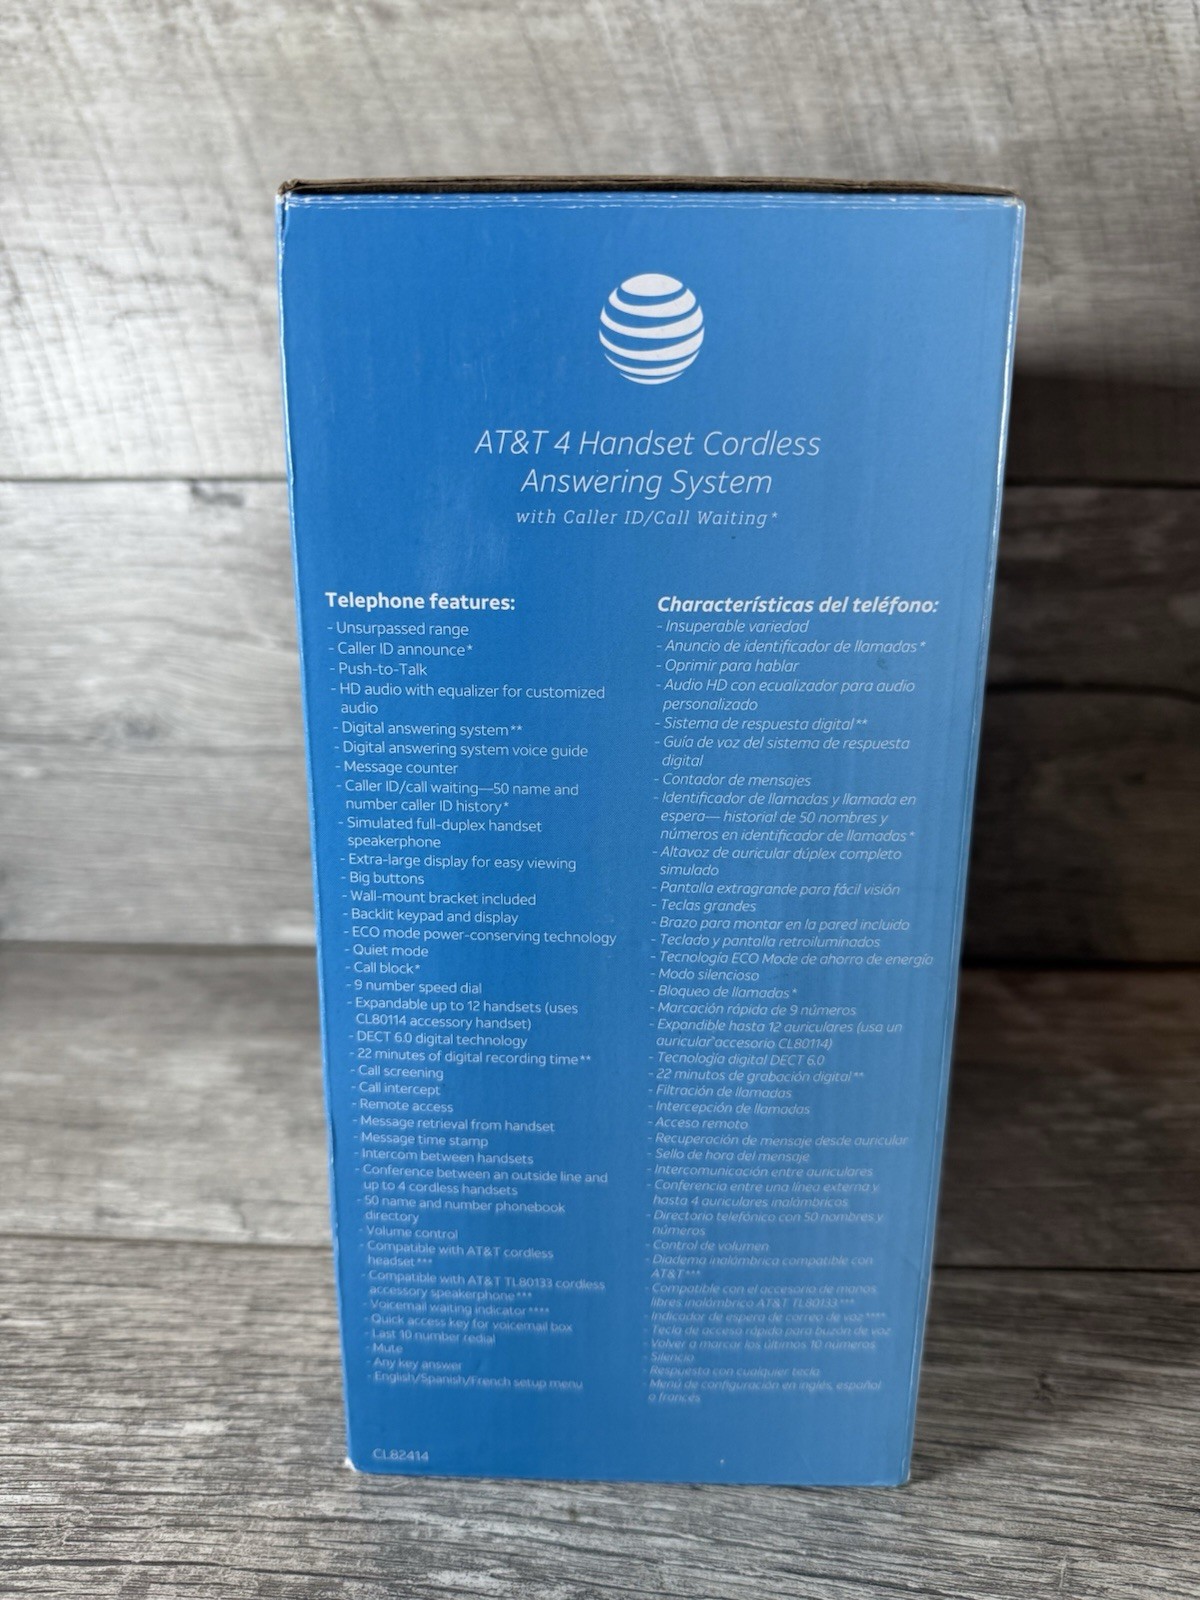 AT&T 4 Handset Cordless
Answering System
with Caller ID/Call Waiting*
Telephone features:
- Unsurpassed range
- Caller ID announce*
- Push-to-Talk
- HD audio with equalizer for customized
audio
- Digital answering system**
- Digital answering system voice guide
- Message counter
- Caller ID/call waiting—50 name and
number caller ID history*
- Simulated full-duplex handset
speakerphone
- Extra-large display for easy viewing
- Big buttons
- Wall-mount bracket included
- Backlit keypad and display
- ECO mode power-conserving technology
- Quiet mode
- Call block*
- 9 number speed dial
- Expandable up to 12 handsets (uses
CL80114 accessory handset)
- DECT 6.0 digital technology
- 22 minutes of digital recording time**
- Call screening
- Call intercept
- Remote access
- Message retrieval from handset
- Message time stamp
- Intercom between handsets
- Conference between an outside line and
up to 4 cordless handsets
- 50 name and number phonebook
directory
- Volume control
- Compatible with AT&T cordless
headset***
- Compatible with AT&T TL80133 cordless
accessory speakerphone***
- Voicemail waiting indicator****
- Quick access key for voicemail box
- Last 10 number redial
- Mute
- Any key answer
- English/Spanish/French setup menu
CL82414
Características del teléfono:
- Insuperable variedad
- Anuncio de identificador de llamadas*
- Oprimir para hablar
- Audio HD con ecualizador para audio
personalizado
- Sistema de respuesta digital**
- Guía de voz del sistema de respuesta
digital
- Contador de mensajes
- Identificador de llamadas y llamada en
espera— historial de 50 nombres y
números en identificador de llamadas*
- Altavoz de auricular dúplex completo
simulado
- Pantalla extragrande para fácil visión
- Teclas grandes
- Brazo para montar en la pared incluido
- Teclado y pantalla retroiluminados
- Tecnología ECO Mode de ahorro de energía
- Modo silencioso
- Bloqueo de llamadas*
- Marcación rápida de 9 números
- Expandible hasta 12 auriculares (usa un
auricular accesorio CL80114)
- Tecnología digital DECT 6.0
- 22 minutos de grabación digital**
- Filtración de llamadas
- Intercepción de llamadas
- Acceso remoto
- Recuperación de mensaje desde auricular
- Sello de hora del mensaje
- Intercomunicación entre auriculares
- Conferencia entre una línea externa y
hasta 4 auriculares inalámbricos
- Directorio telefónico con 50 nombres y
números
- Control de volumen
- Diadema inalámbrica compatible con
AT&T***
- Compatible con el accesorio de manos
libres inalámbrico AT&T TL80133***
- Indicador de espera de correo de voz****
- Tecla de acceso rápido para buzón de voz
- Volver a marcar los últimos 10 números
- Silencio
- Respuesta con cualquier tecla
- Menú de configuración en inglés, español
o francés